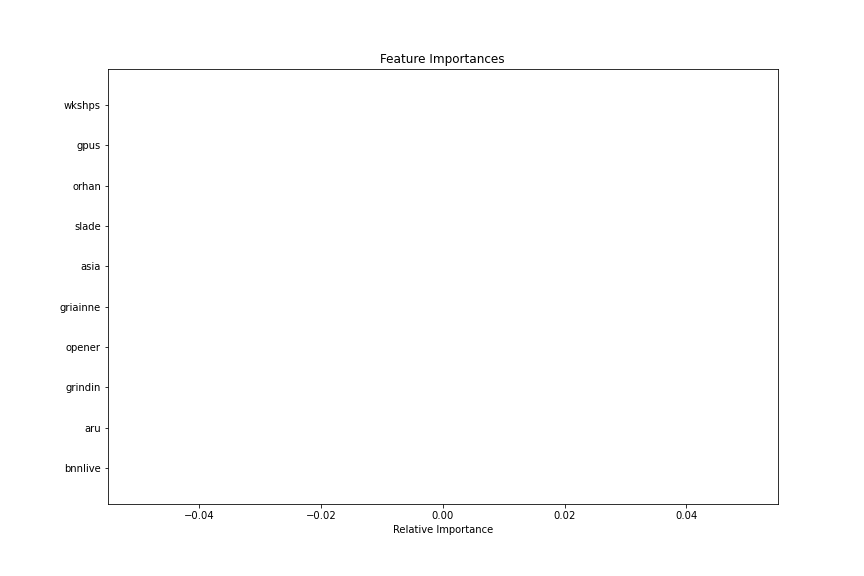 Feature Importances
wkshps
gpus
orhan
slade
asia
griainne
opener
grindin
aru
bnnlive
−0.04 −0.02 0.00 0.02 0.04
Relative Importance